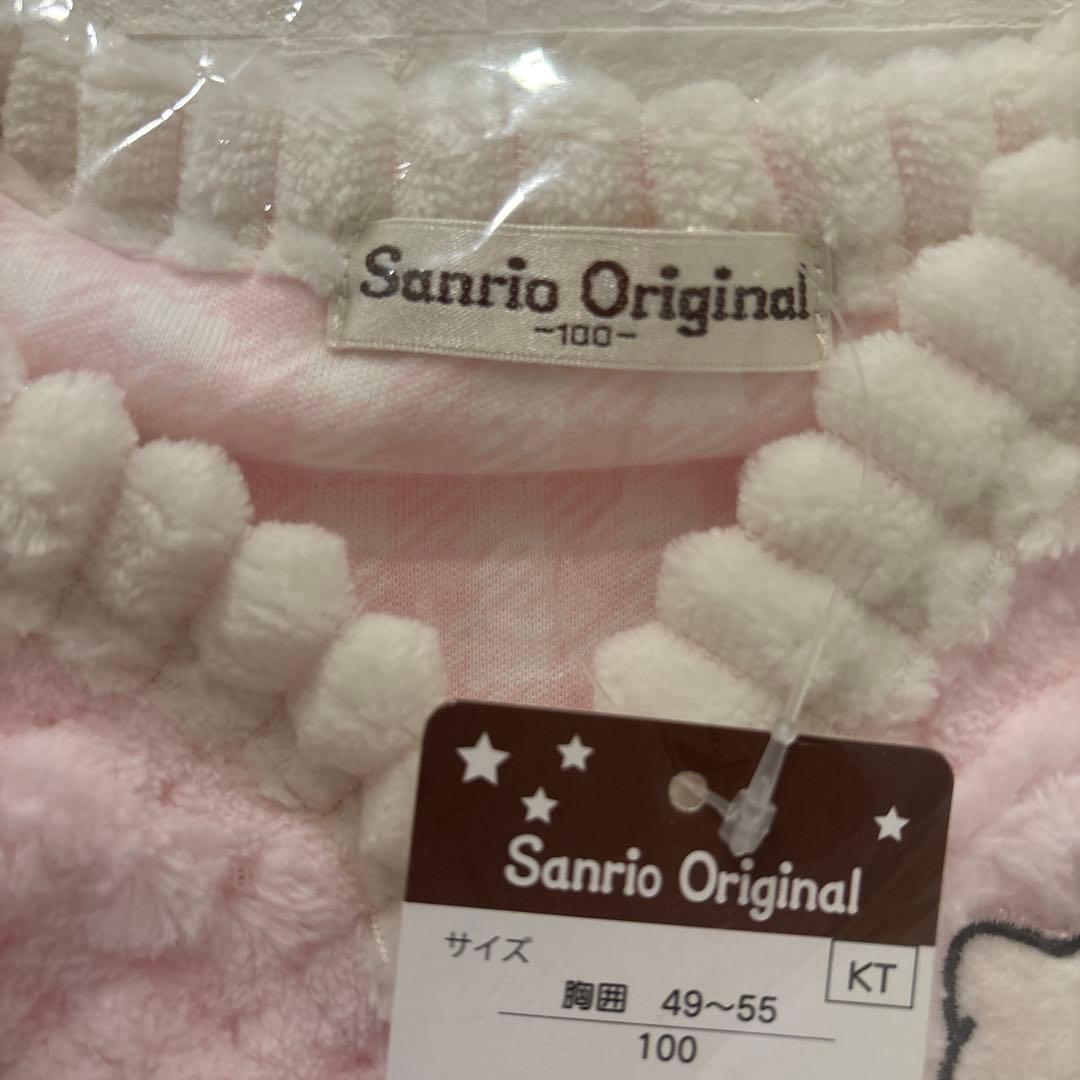 Sanrio Original
~100~
Sanrio Original
サイズ
KT
胸囲 49～55
100